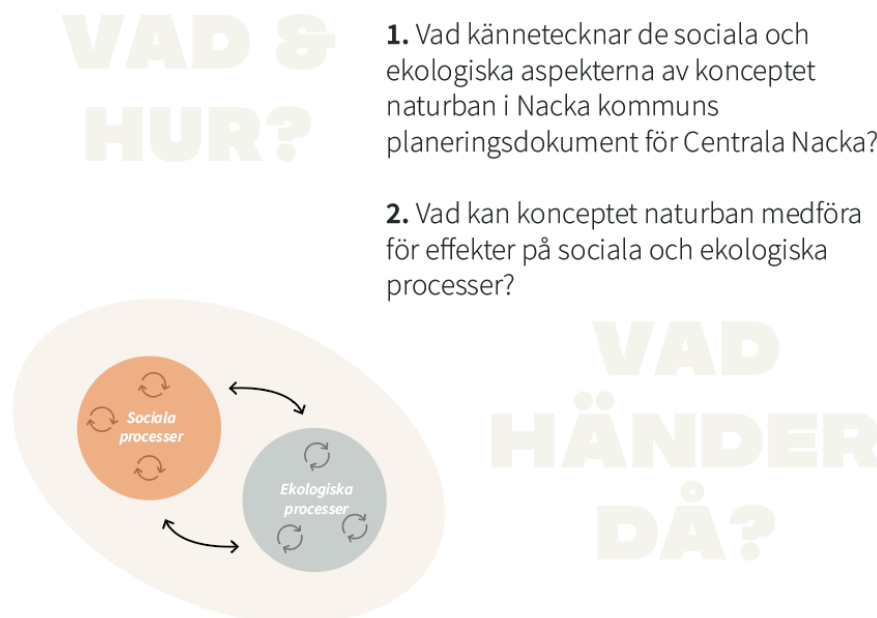 VAD &
HUR?
1. Vad kännetecknar de sociala och
ekologiska aspekterna av konceptet
naturban i Nacka kommuns
planeringsdokument för Centrala Nacka?
2. Vad kan konceptet naturban medföra
för effekter på sociala och ekologiska
processer?
Sociala
processer
Ekologiska
processer
VAD
HÄNDER
DÅ?